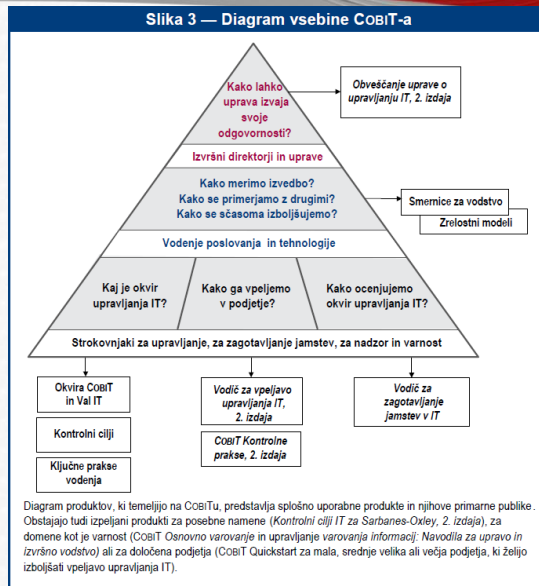 Slika 3 — Diagram vsebine COBIT-a
Kako lahko
uprava izvaja
svoje
odgovornosti?
Obveščanje uprave o
upravljanju IT, 2. izdaja
Izvršni direktorji in uprave
Kako merimo izvedbo?
Kako se primerjamo z drugimi?
Kako se sčasoma izboljšujemo?
Smernice za vodstvo
Zrelostni modeli
Vodenje poslovanja in tehnologije
Kaj je okvir
upravljanja IT?
Kako ga vpeljemo
v podjetje?
Kako ocenjujemo
okvir upravljanja IT?
Strokovnjaki za upravljanje, za zagotavljanje jamstev, za nadzor in varnost
Okvira COBIT
in Val IT
Kontrolni cilji
Ključne prakse
vodenja
Vodič za vpeljavo
upravljanja IT,
2. izdaja
COBIT Kontrolne
prakse, 2. izdaja
Vodič za
zagotavljanje
jamstev v IT
Diagram produktov, ki temeljijo na COBITu, predstavlja splošno uporabne produkte in njihove primarne publike.
Obstajajo tudi izpeljani produkti za posebne namene (Kontrolni cilji IT za Sarbanes-Oxley, 2. izdaja), za
domene kot je varnost (COBIT Osnovno varovanje in upravljanje varovanja informacij: Navodila za upravo in
izvršno vodstvo) ali za določena podjetja (COBIT Quickstart za mala, srednje velika ali večja podjetja, ki želijo
izboljšati vpeljavo upravljanja IT).